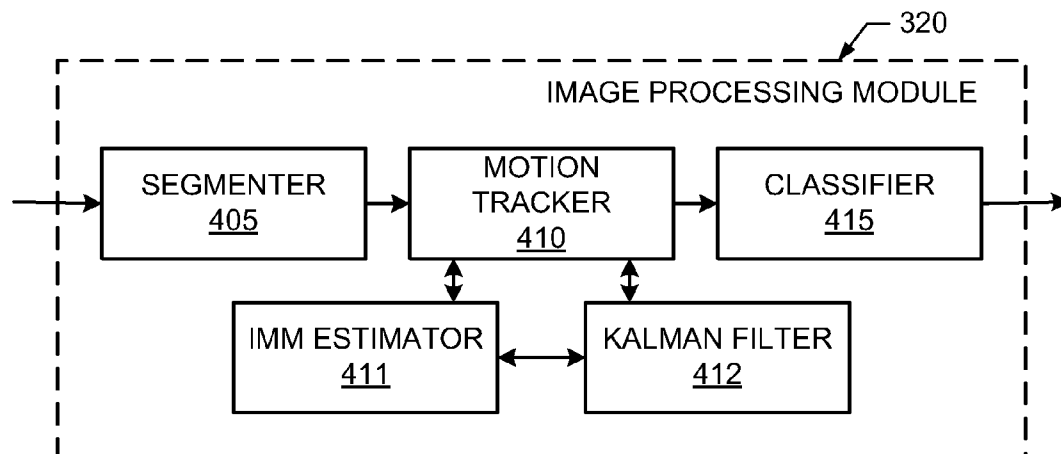 320
IMAGE PROCESSING MODULE
SEGMENTER
405
MOTION
TRACKER
410
CLASSIFIER
415
IMM ESTIMATOR
411
KALMAN FILTER
412